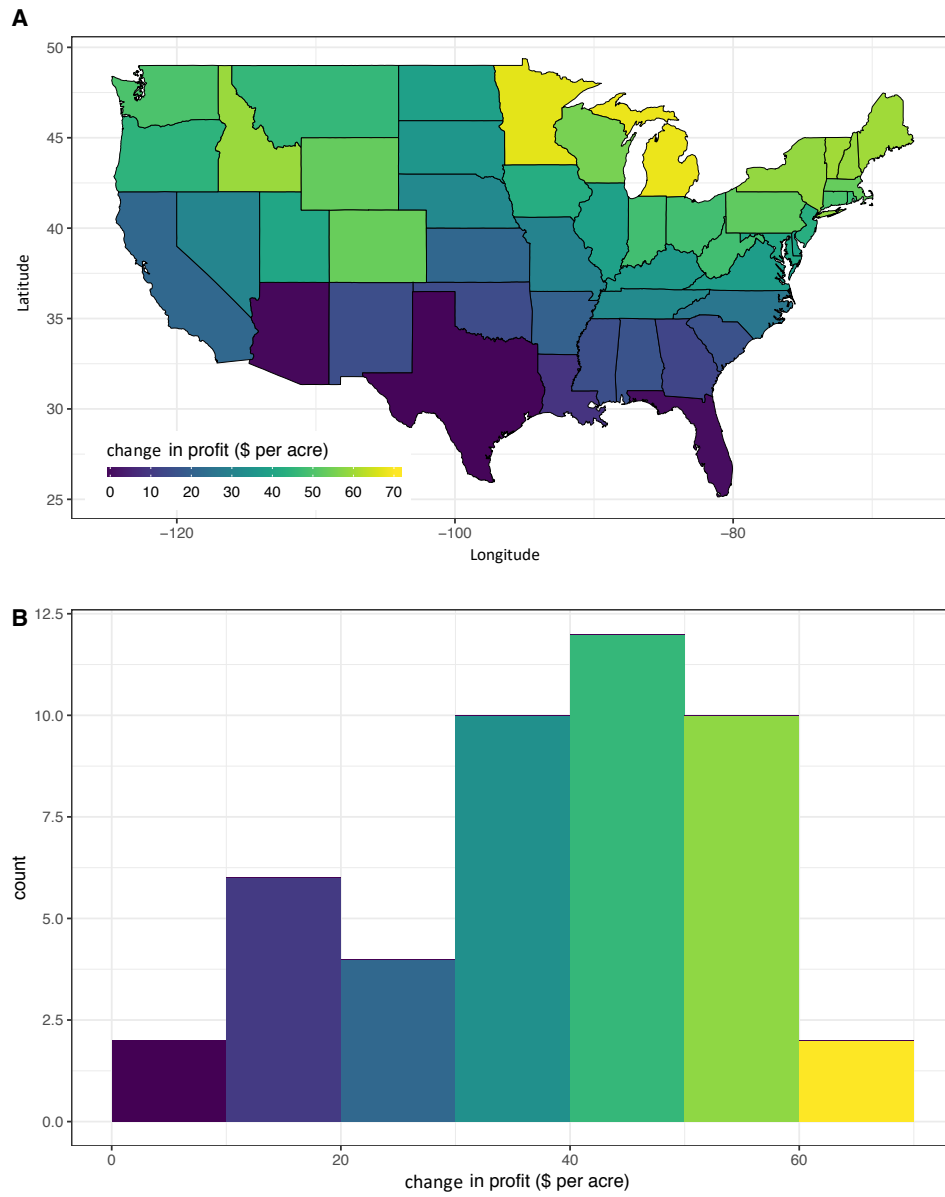 A
50
45
40
35
30
25
Latitude
change in profit ($ per acre)
0 10 20 30 40 50 60 70
−120 −100 −80
Longitude
B
12.5
10.0
7.5
5.0
2.5
0.0
count
0 20 40 60
change in profit ($ per acre)